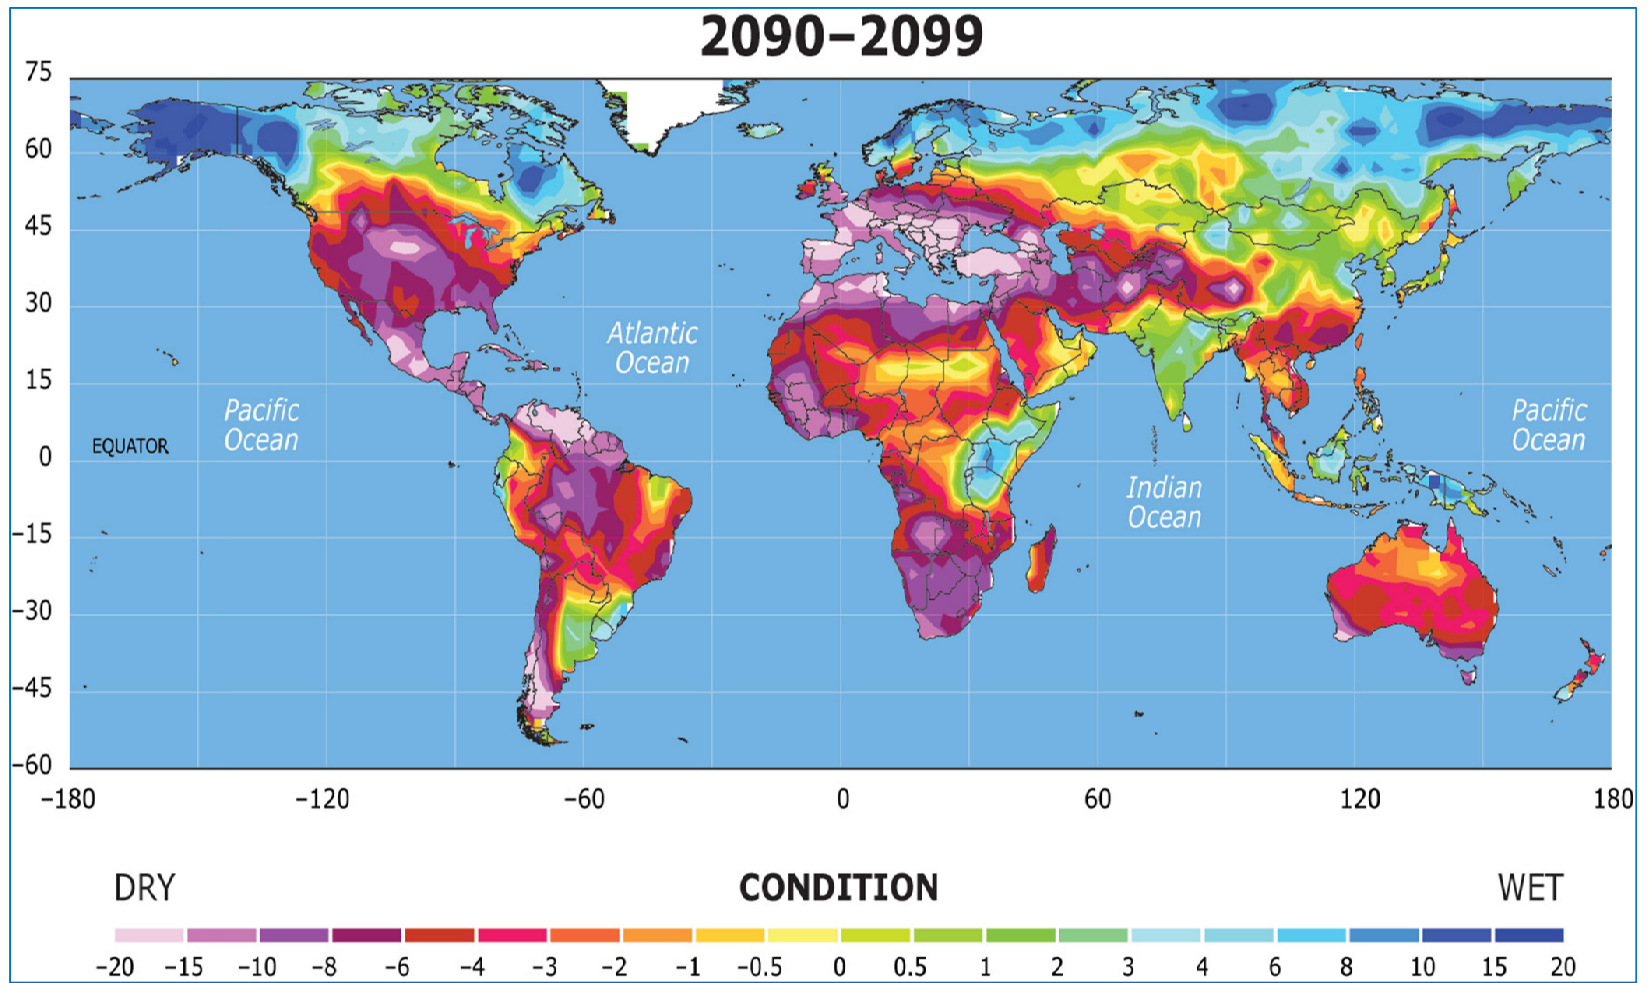 2090–2099
75
60
45
30
15
0
–15
–30
–45
–60
Atlantic
Ocean
Pacific
Ocean
EQUATOR
Pacific
Ocean
Indian
Ocean
–180 –120 –60 0 60 120 180
DRY CONDITION WET
–20 –15 –10 –8 –6 –4 –3 –2 –1 –0.5 0 0.5 1 2 3 4 6 8 10 15 20